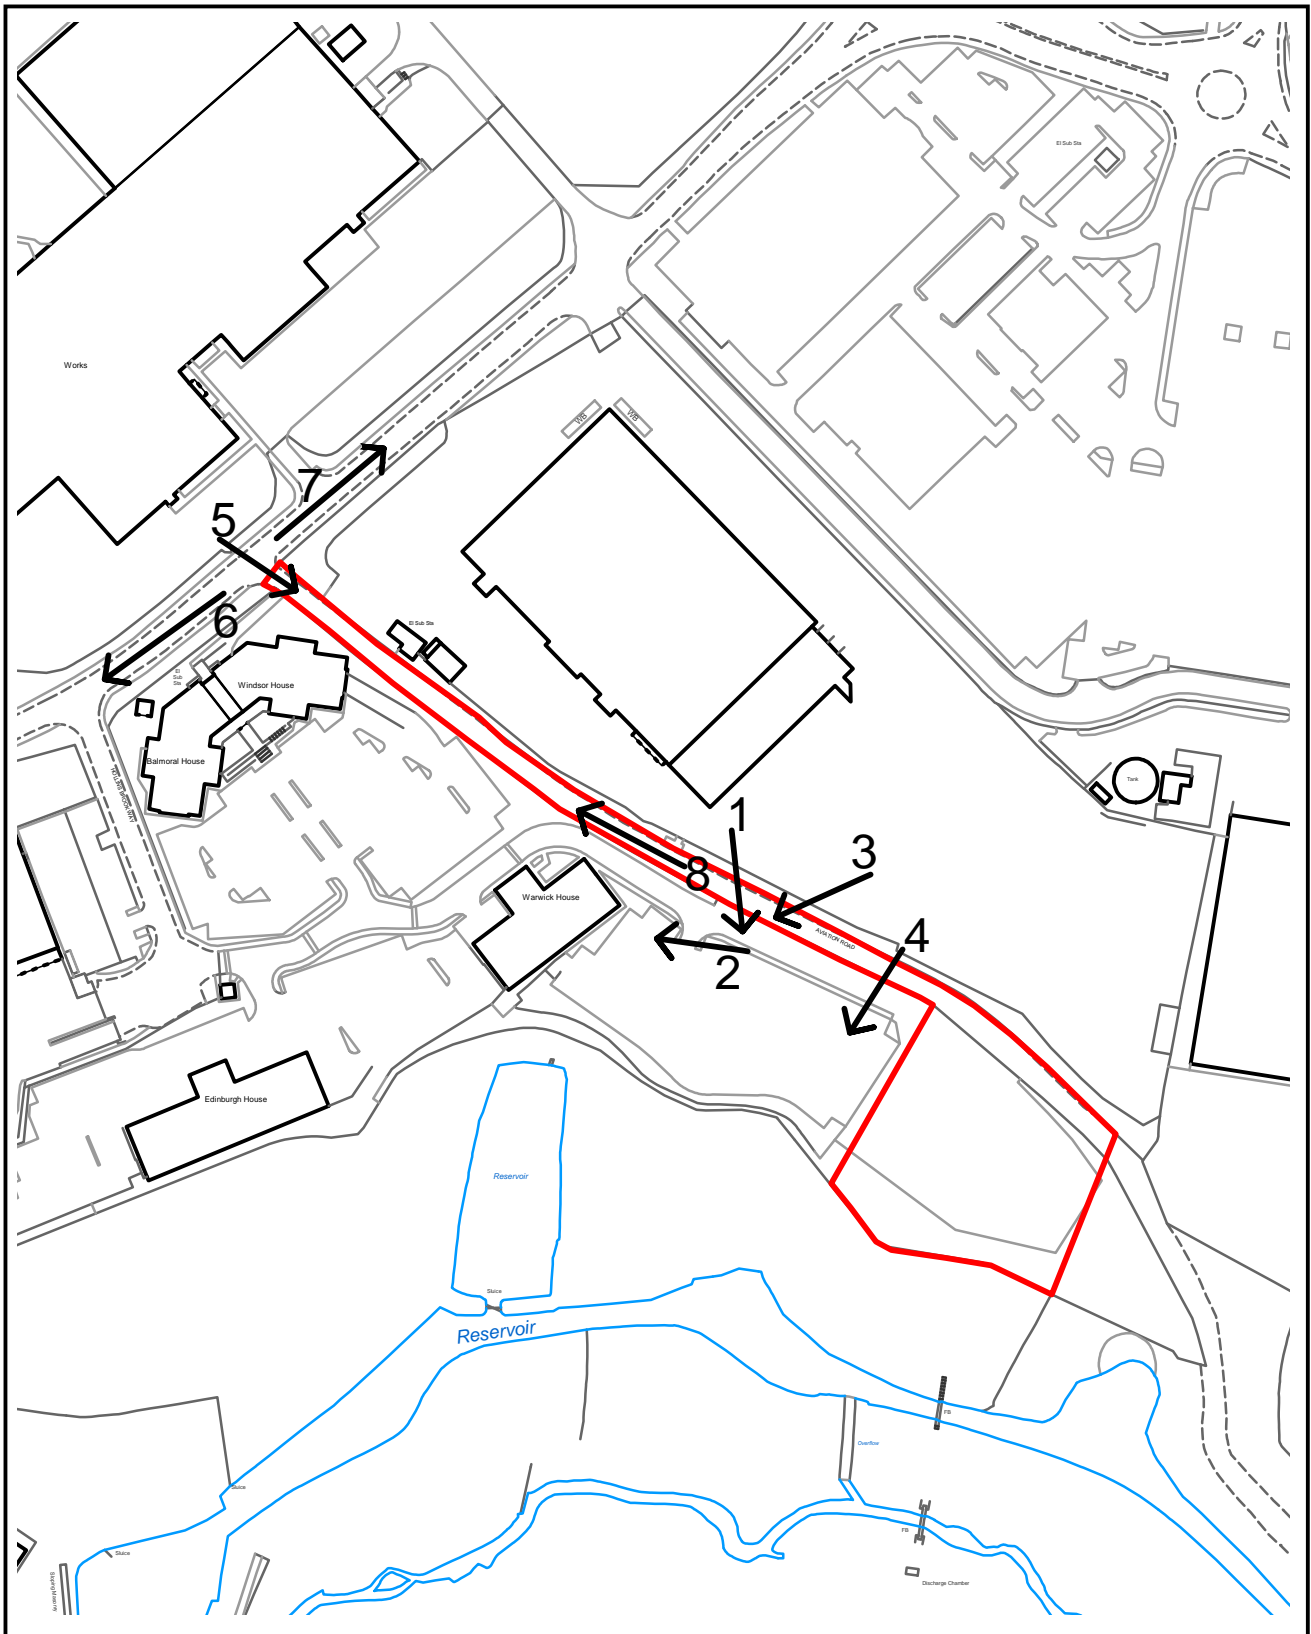 El Sub Sta
Works
WB
WB
7
5
6
El Sub Sta
El
Sub
Sta
Windsor House
Balmoral House
Tank
1
3
8
Warwick House
AVIATION ROAD
4
2
Edinburgh House
Reservoir
Sluice
Reservoir
FB
Overflow
Sluice
FB
Sluice
Discharge Chamber
Sloping Masonry